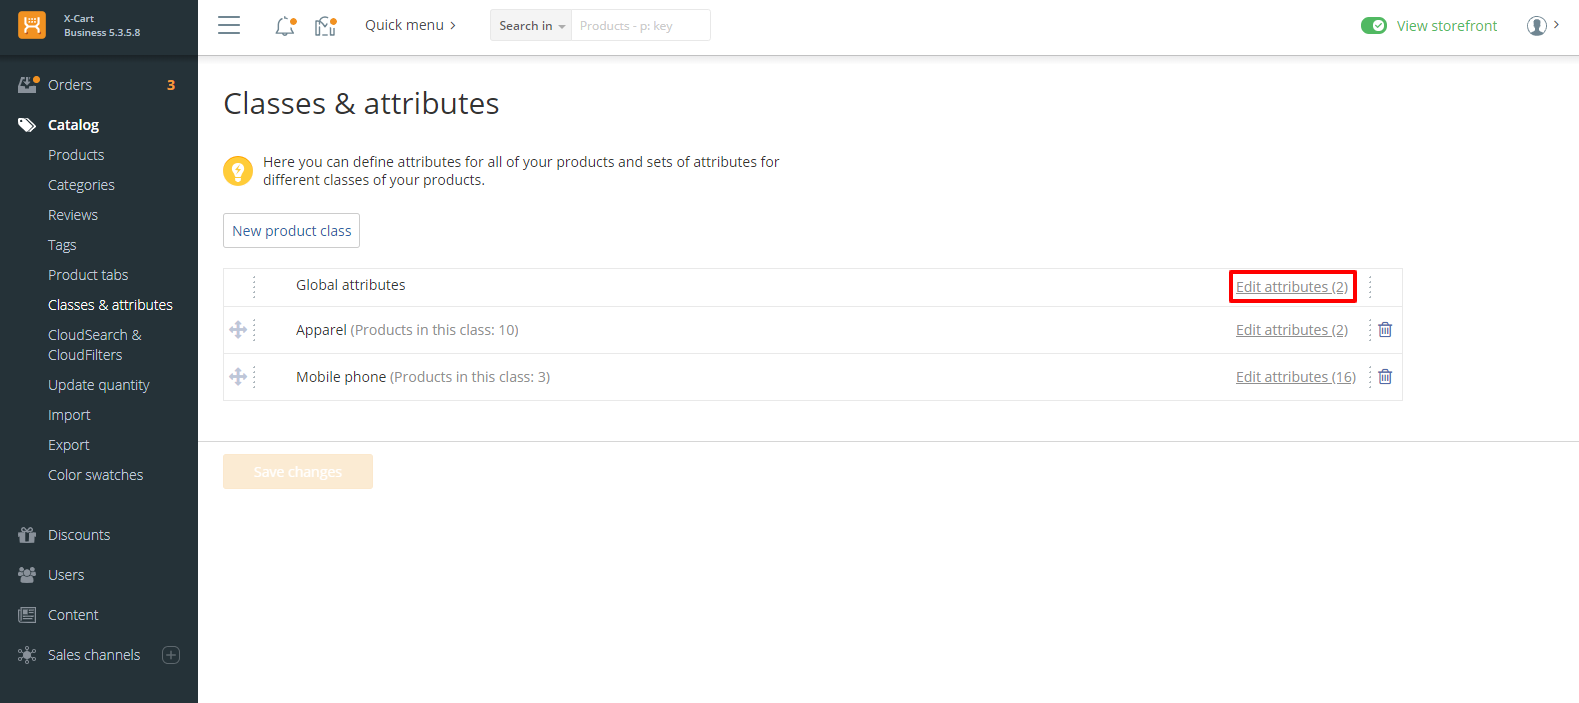 X-Cart
Business 5.3.5.8
Quick menu
Search in
Products - p: key
View storefront
Orders 3
Catalog
Products
Categories
Reviews
Tags
Product tabs
Classes & attributes
CloudSearch &
CloudFilters
Update quantity
Import
Export
Color swatches
Discounts
Users
Content
Sales channels
Classes & attributes
Here you can define attributes for all of your products and sets of attributes for
different classes of your products.
New product class
Global attributes Edit attributes (2)
Apparel (Products in this class: 10) Edit attributes (2)
Mobile phone (Products in this class: 3) Edit attributes (16)
Save changes